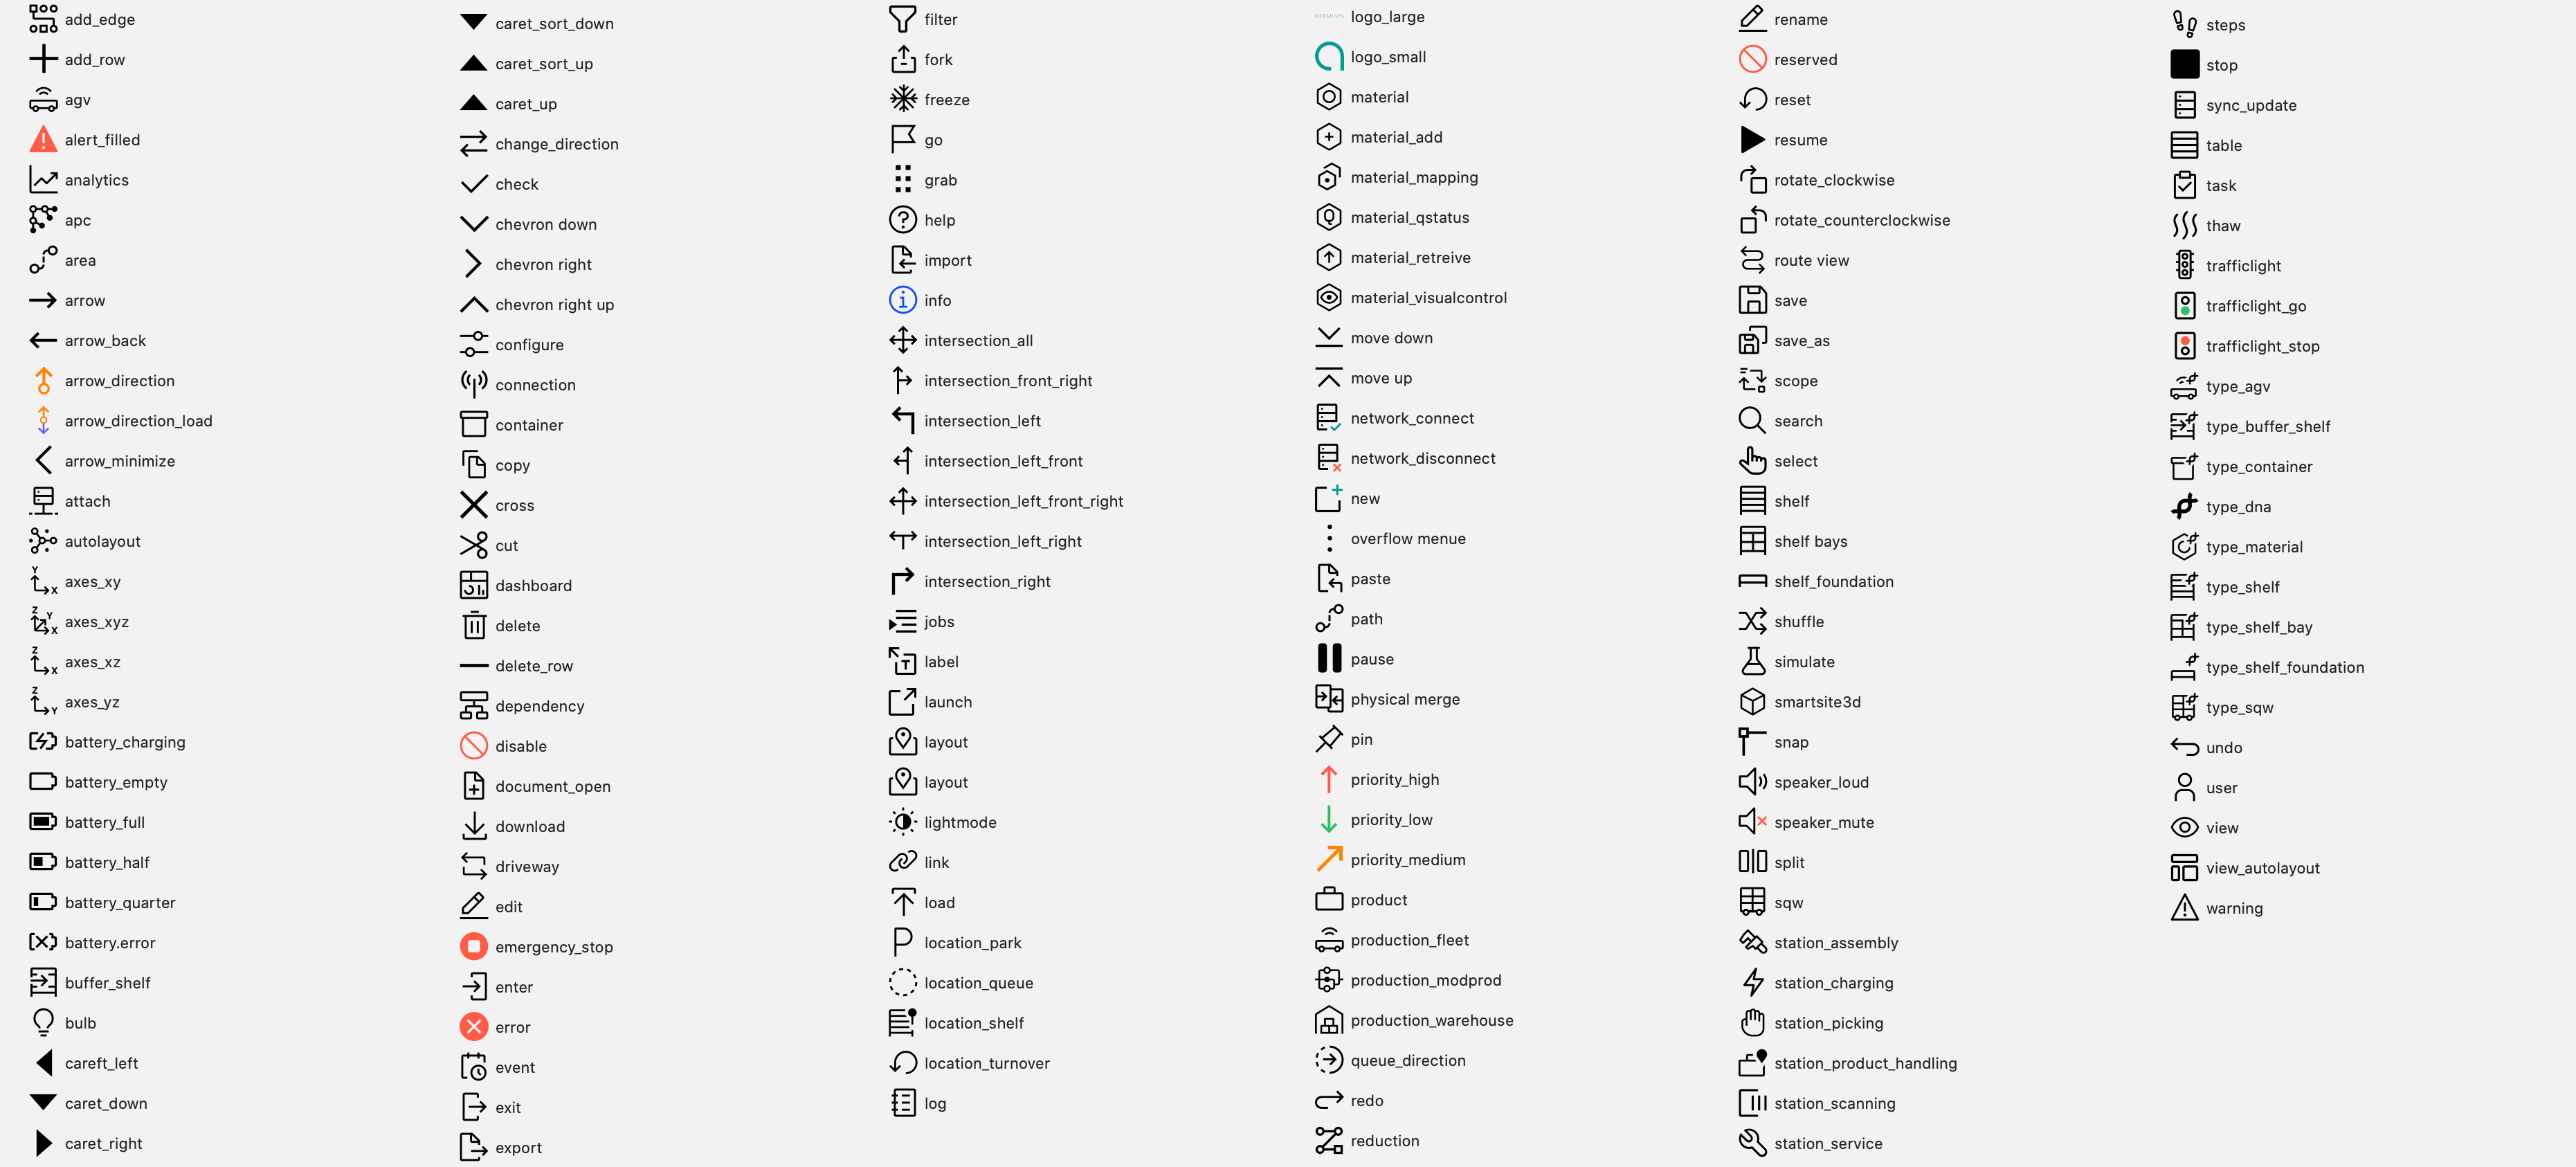 add_edge
add_row
agv
alert_filled
analytics
apc
area
arrow
arrow_back
arrow_direction
arrow_direction_load
arrow_minimize
attach
autolayout
axes_xy
axes_xyz
axes_xz
axes_yz
battery_charging
battery_empty
battery_full
battery_half
battery_quarter
battery.error
buffer_shelf
bulb
careft_left
caret_down
caret_right
caret_sort_down
caret_sort_up
caret_up
change_direction
check
chevron down
chevron right
chevron right up
configure
connection
container
copy
cross
cut
dashboard
delete
delete_row
dependency
disable
document_open
download
driveway
edit
emergency_stop
enter
error
event
exit
export
filter
fork
freeze
go
grab
help
import
info
intersection_all
intersection_front_right
intersection_left
intersection_left_front
intersection_left_front_right
intersection_left_right
intersection_right
jobs
label
launch
layout
layout
lightmode
link
load
location_park
location_queue
location_shelf
location_turnover
log
logo_large
logo_small
material
material_add
material_mapping
material_qstatus
material_retreive
material_visualcontrol
move down
move up
network_connect
network_disconnect
new
overflow menue
paste
path
pause
physical merge
pin
priority_high
priority_low
priority_medium
product
production_fleet
production_modprod
production_warehouse
queue_direction
redo
reduction
rename
reserved
reset
resume
rotate_clockwise
rotate_counterclockwise
route view
save
save_as
scope
search
select
shelf
shelf bays
shelf_foundation
shuffle
simulate
smartsite3d
snap
speaker_loud
speaker_mute
split
sqw
station_assembly
station_charging
station_picking
station_product_handling
station_scanning
station_service
steps
stop
sync_update
table
task
thaw
trafficlight
trafficlight_go
trafficlight_stop
type_agv
type_buffer_shelf
type_container
type_dna
type_material
type_shelf
type_shelf_bay
type_shelf_foundation
type_sqw
undo
user
view
view_autolayout
warning